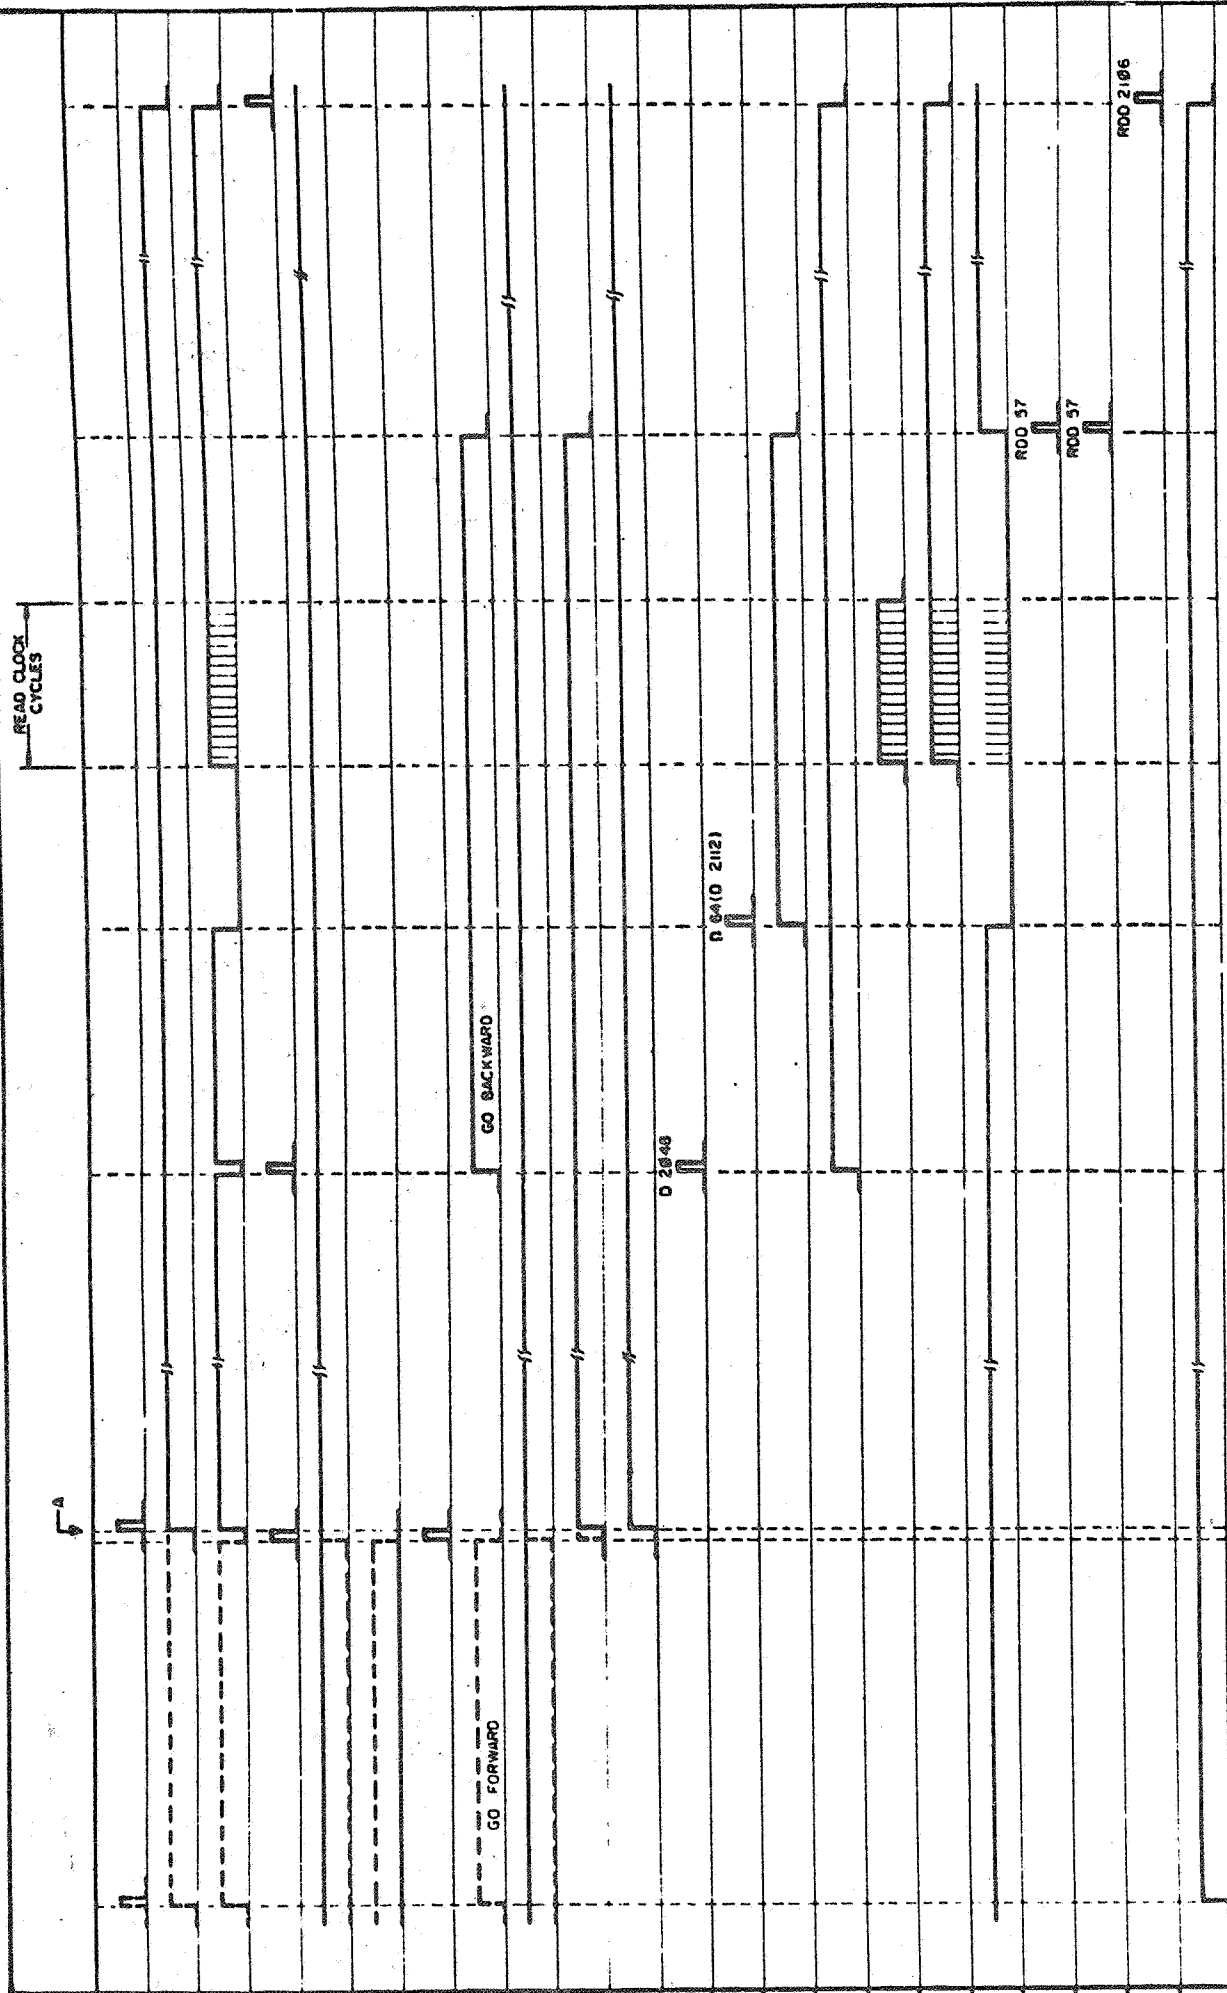 READ CLOCK
CYCLES
A
GO FORWARD
GO BACKWARD
D 2048
D 64(D 2112)
RDD 57
RDD 57
RDD 2106